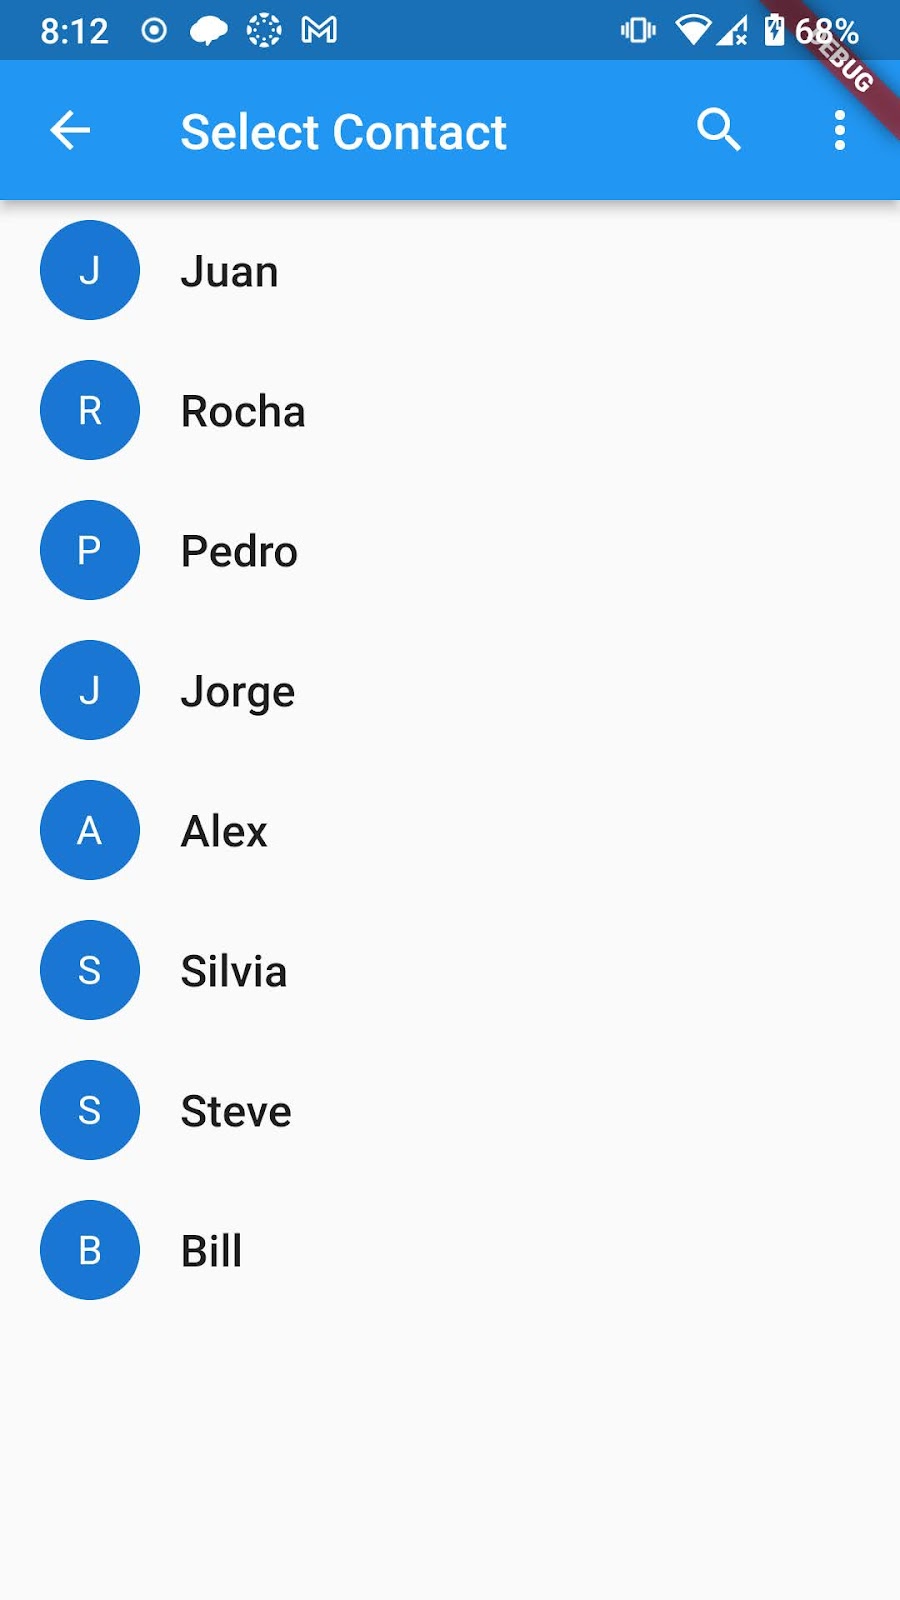 8:12 68%
DEBUG
Select Contact
J Juan
R Rocha
P Pedro
J Jorge
A Alex
S Silvia
S Steve
B Bill